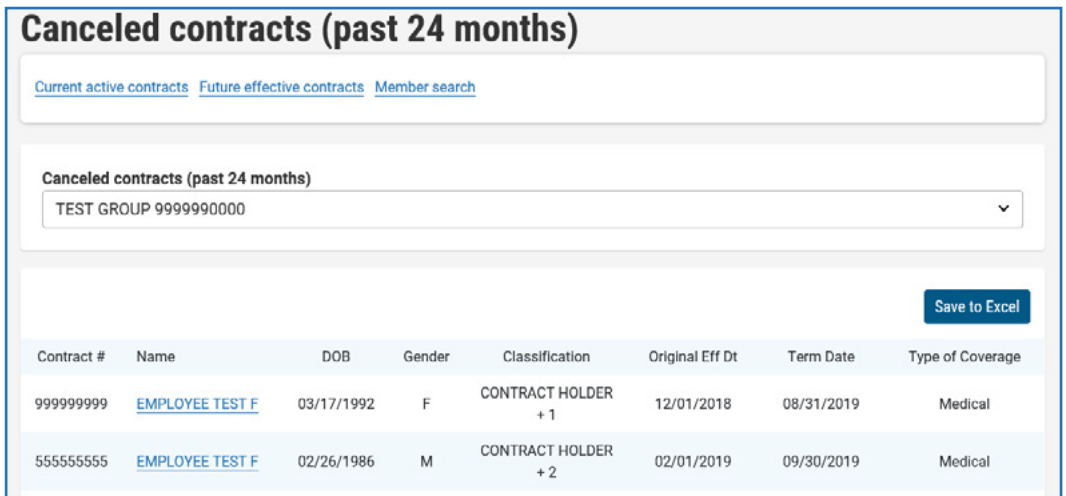 Canceled contracts (past 24 months)
Current active contracts Future effective contracts Member search
Canceled contracts (past 24 months)
TEST GROUP 9999990000
Save to Excel
Contract # Name DOB Gender Classification Original Eff Dt Term Date Type of Coverage
999999999 EMPLOYEE TEST F 03/17/1992 F CONTRACT HOLDER + 1 12/01/2018 08/31/2019 Medical
555555555 EMPLOYEE TEST F 02/26/1986 M CONTRACT HOLDER + 2 02/01/2019 09/30/2019 Medical